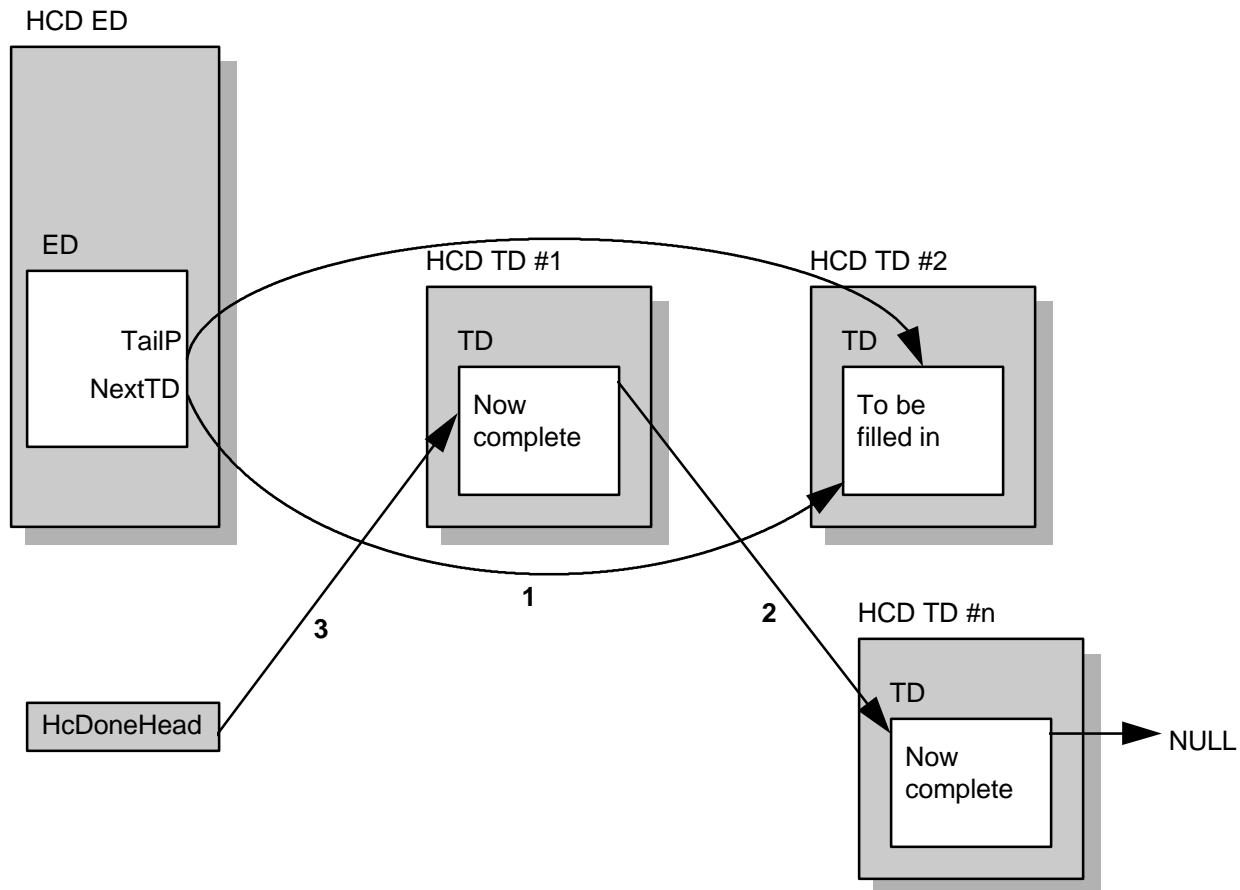 HCD ED
ED
TailP
NextTD
HCD TD #1
TD
Now
complete
HCD TD #2
TD
To be
filled in
1
2
3
HcDoneHead
HCD TD #n
TD
Now
complete
NULL